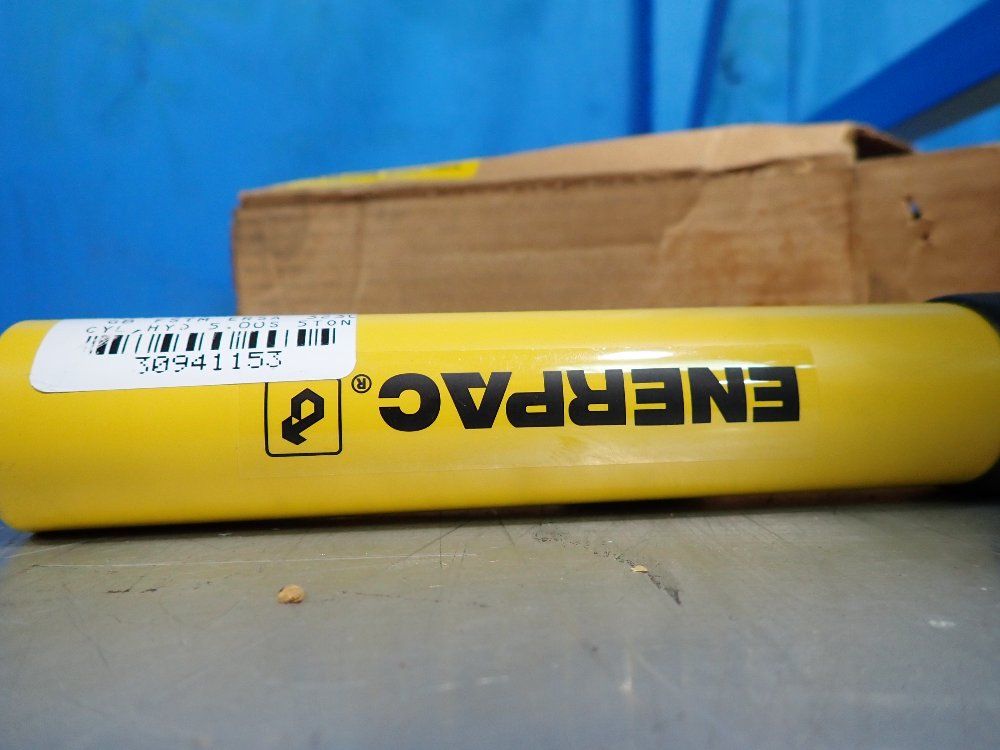 CYL/HYD 5.00S 5TON
30941153
ENERPAC®